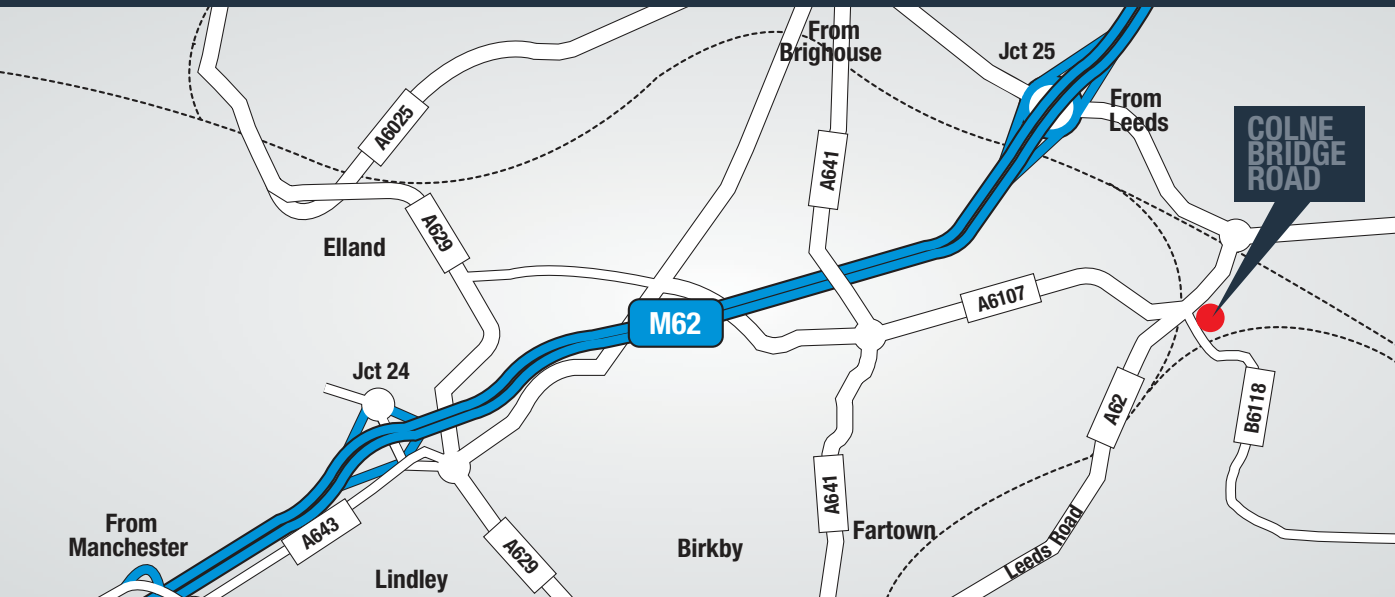 From
Brighouse
Jct 25
From
Leeds
COLNE
BRIDGE
ROAD
A6025
A641
A629
Elland
A6107
M62
Jct 24
A62
B6118
A641
From
Manchester
A643
A629
Fartown
Birkby
Leeds Road
Lindley